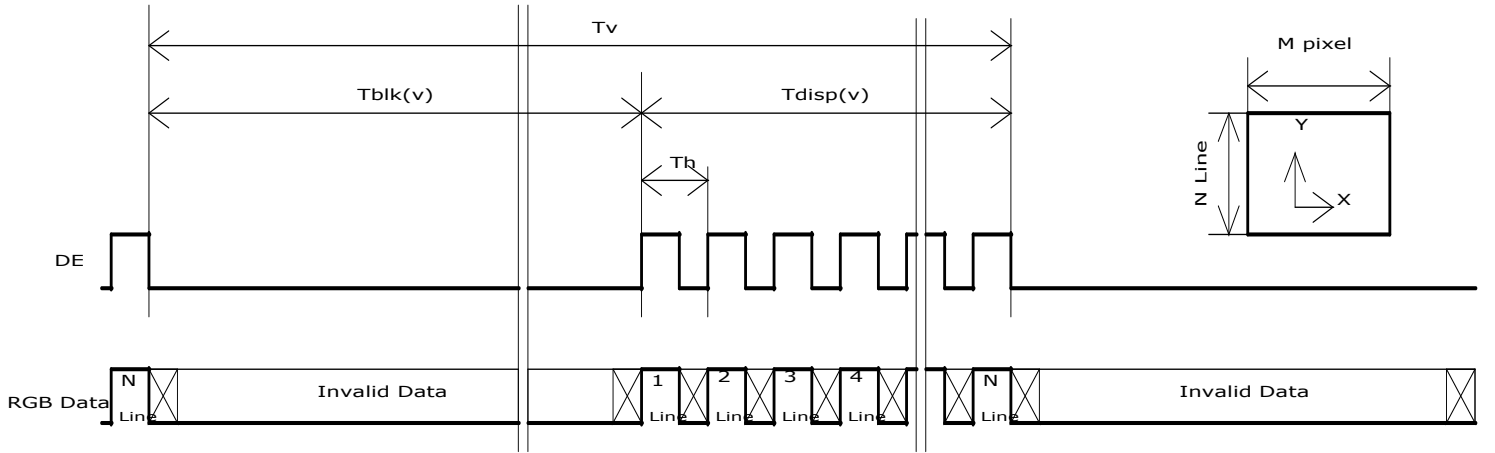 Tv
M pixel
Tblk(v)
Tdisp(v)
Y
N Line
Th
X
DE
N
Line
Invalid Data
1
Line
2
Line
3
Line
4
Line
N
Line
Invalid Data
RGB Data